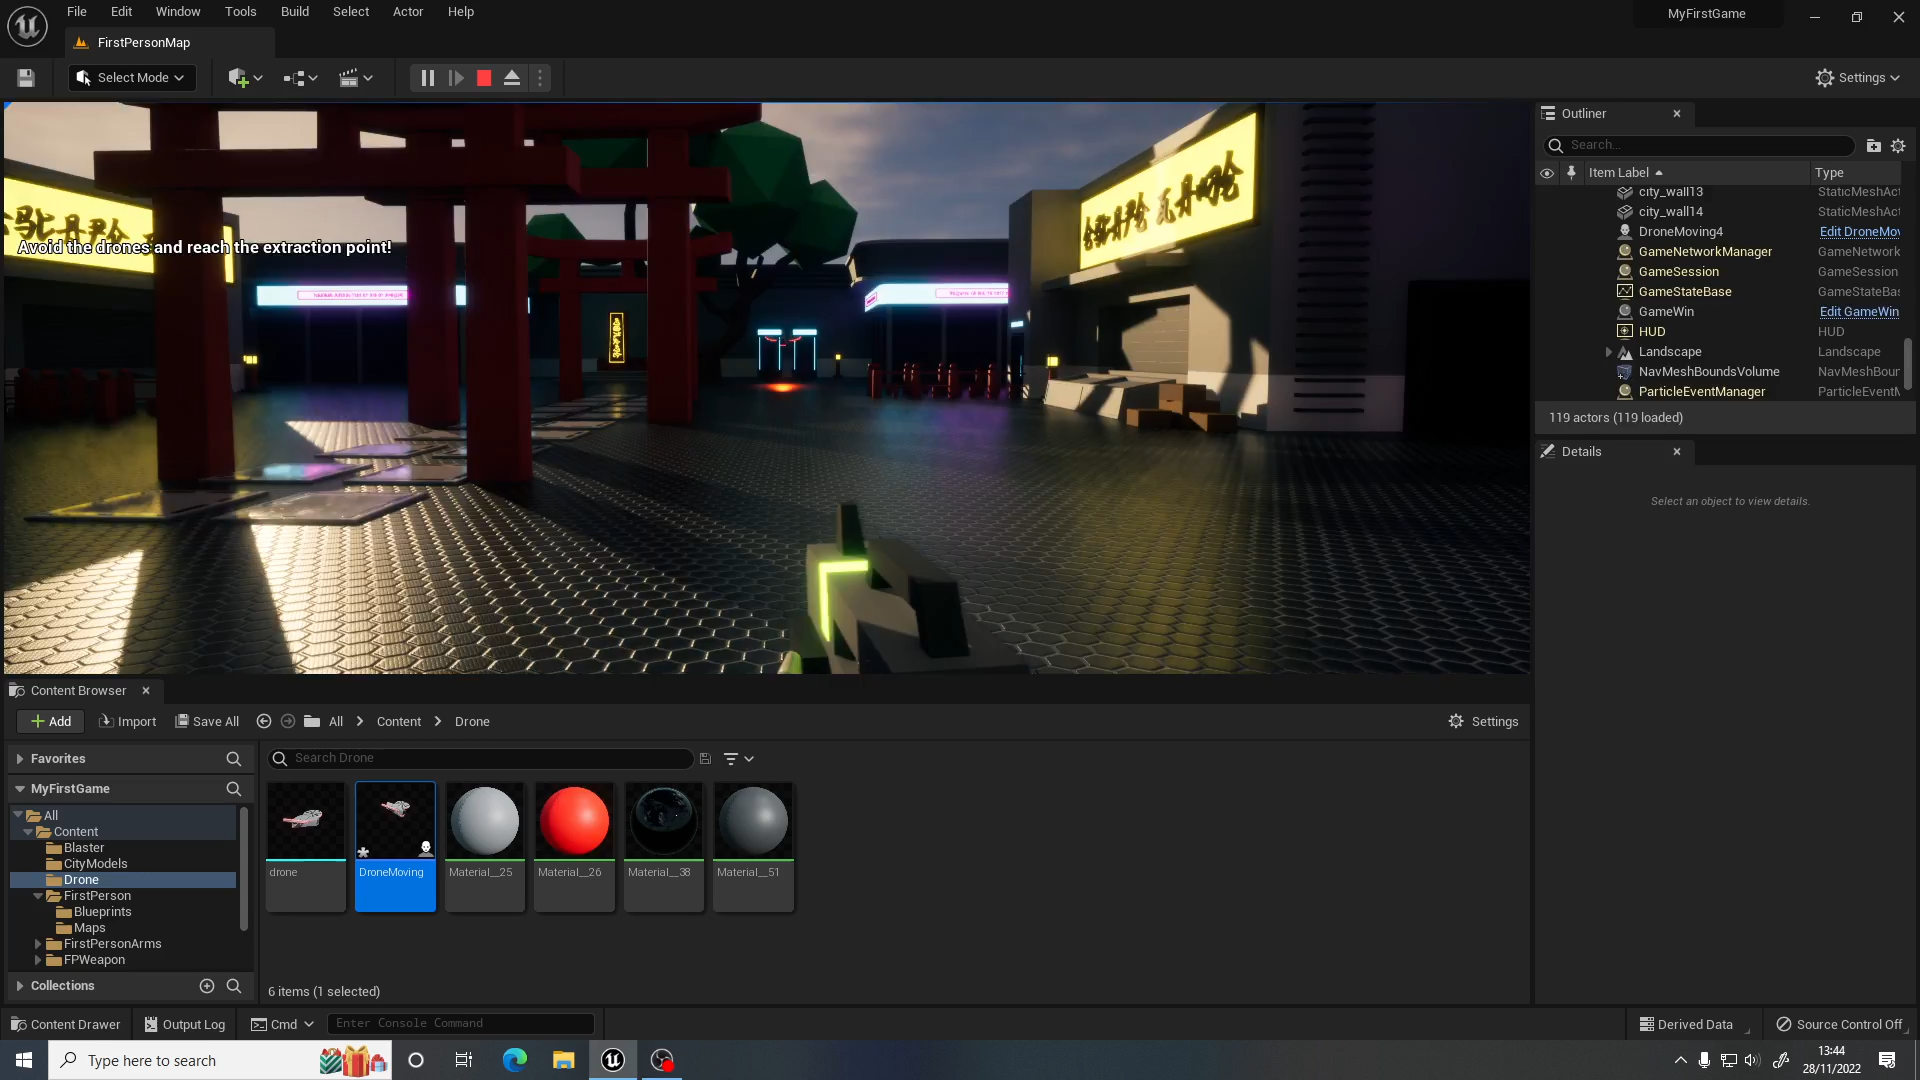 File Edit Window Tools Build Select Actor Help
MyFirstGame
FirstPersonMap
Select Mode
Settings
Avoid the drones and reach the extraction point!
Outliner
Search...
Item Label Type
city_wall13 StaticMeshAct
city_wall14 StaticMeshAct
DroneMoving4 Edit DroneMov
GameNetworkManager GameNetwork
GameSession GameSession
GameStateBase GameStateBas
GameWin Edit GameWin
HUD HUD
Landscape Landscape
NavMeshBoundsVolume NavMeshBoun
ParticleEventManager ParticleEventM
119 actors (119 loaded)
Details
Select an object to view details.
Content Browser
Add Import Save All All Content Drone Settings
Favorites
Search Drone
MyFirstGame
All
Content
Blaster
CityModels
Drone
FirstPerson
Blueprints
Maps
FirstPersonArms
FPWeapon
Collections
drone DroneMoving Material__25 Material__26 Material__38 Material__51
6 items (1 selected)
Content Drawer Output Log Cmd Enter Console Command Derived Data Source Control Off
Type here to search
13:44
28/11/2022